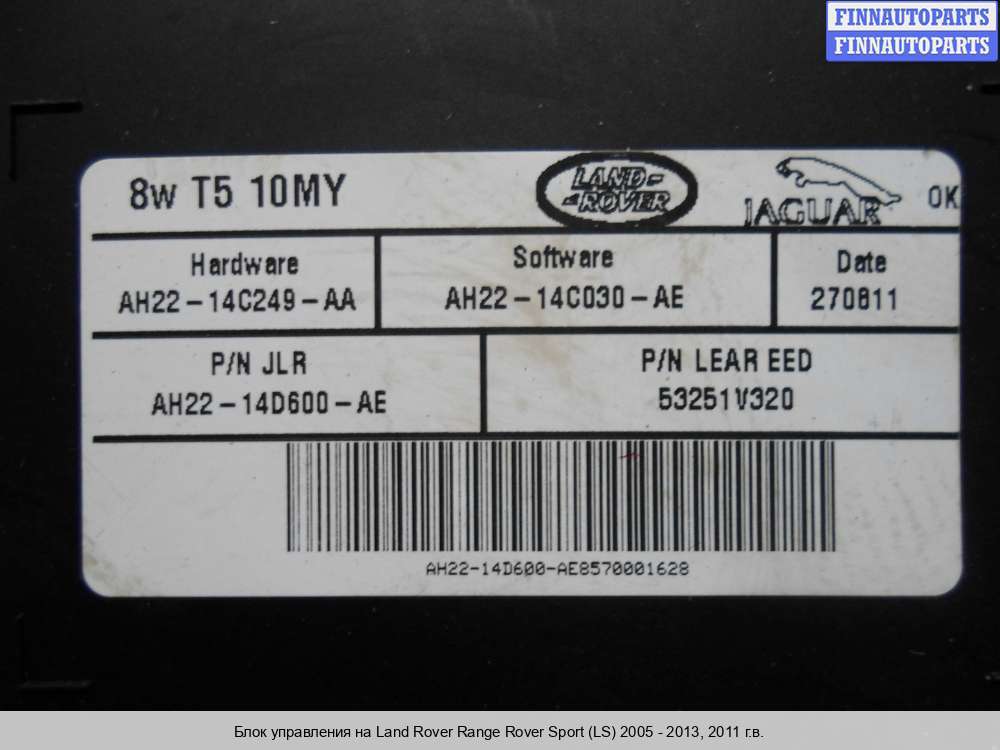 FINNAUTOPARTS
FINNAUTOPARTS
8w T5 10MY
LAND-
-ROVER
JAGUAR
OK
Hardware
AH22-14C249-AA
Software
AH22-14C030-AE
Date
270811
P/N JLR
AH22-14D600-AE
P/N LEAR EED
53251V320
AH22-14D600-AE8570001628
Блок управления на Land Rover Range Rover Sport (LS) 2005 - 2013, 2011 г.в.